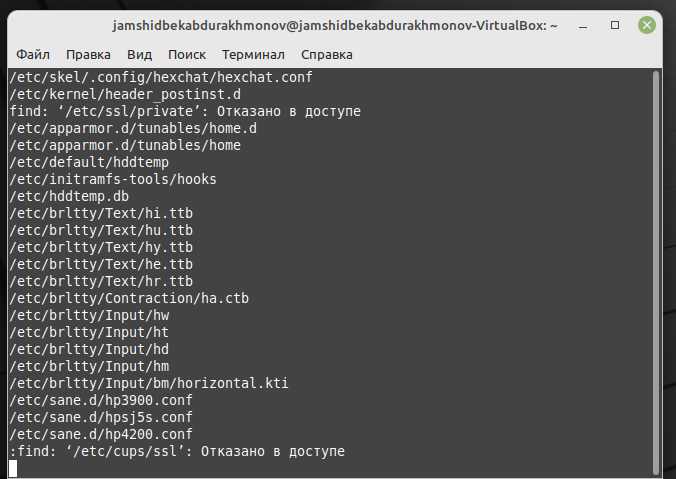 jamshidbekabdurakhmonov@jamshidbekabdurakhmonov-VirtualBox: ~
Файл Правка Вид Поиск Терминал Справка
/etc/skel/.config/hexchat/hexchat.conf
/etc/kernel/header_postinst.d
find: ‘/etc/ssl/private’: Отказано в доступе
/etc/apparmor.d/tunables/home.d
/etc/apparmor.d/tunables/home
/etc/default/hddtemp
/etc/initramfs-tools/hooks
/etc/hddtemp.db
/etc/brltty/Text/hi.ttb
/etc/brltty/Text/hu.ttb
/etc/brltty/Text/hy.ttb
/etc/brltty/Text/he.ttb
/etc/brltty/Text/hr.ttb
/etc/brltty/Contraction/ha.ctb
/etc/brltty/Input/hw
/etc/brltty/Input/ht
/etc/brltty/Input/hd
/etc/brltty/Input/hm
/etc/brltty/Input/bm/horizontal.kti
/etc/sane.d/hp3900.conf
/etc/sane.d/hpsj5s.conf
/etc/sane.d/hp4200.conf
:find: ‘/etc/cups/ssl’: Отказано в доступе